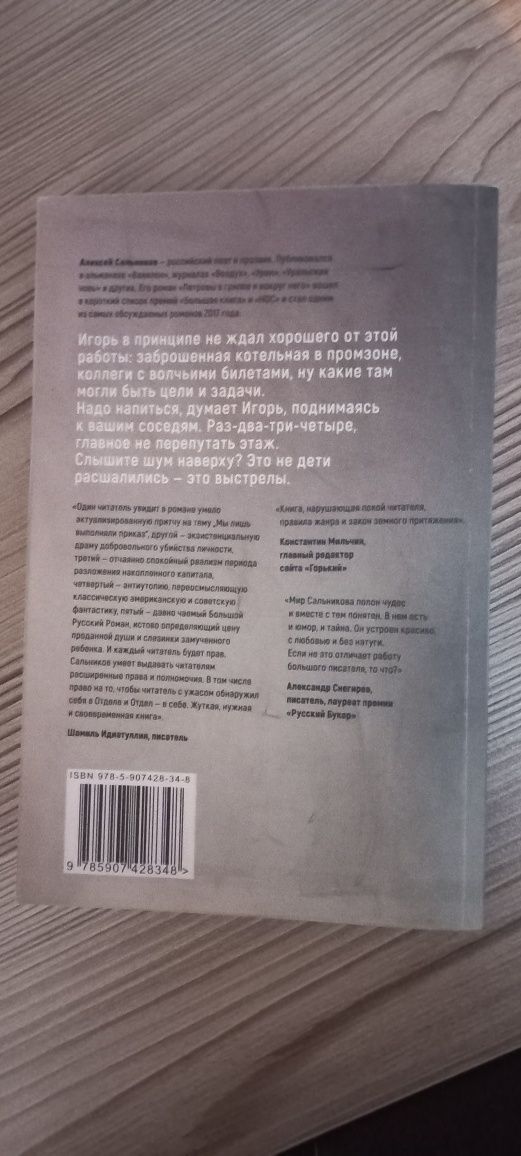 Алексей Сальников – российский поэт и прозаик. Публиковался
в альманахе «Вавилон», журналах «Воздух», «Урал», «Уральская
новь» и других. Его роман «Петровы в гриппе и вокруг него» вошел
в короткий список премий «Большая книга» и «НОС» и стал одним
из самых обсуждаемых романов 2017 года.
Игорь в принципе не ждал хорошего от этой
работы: заброшенная котельная в промзоне,
коллеги с волчьими билетами, ну какие там
могли быть цели и задачи.
Надо напиться, думает Игорь, поднимаясь
к вашим соседям. Раз-два-три-четыре,
главное не перепутать этаж.
Слышите шум наверху? Это не дети
расшалились – это выстрелы.
«Один читатель увидит в романе умело
актуализированную притчу на тему „Мы лишь
выполняли приказ", другой – экзистенциальную
драму добровольного убийства личности,
третий – отчаянно спокойный реализм периода
разложения накопленного капитала,
четвертый – антиутопию, переосмысляющую
классическую американскую и советскую
фантастику, пятый – давно чаемый Большой
Русский Роман, истово определяющий цену
проданной души и слезинки замученного
ребенка. И каждый читатель будет прав.
Сальников умеет выдавать читателям
расширенные права и полномочия. В том числе
право на то, чтобы читатель с ужасом обнаружил
себя в Отделе и Отдел – в себе. Жуткая, нужная
и своевременная книга».
Шамиль Идиатуллин, писатель
«Книга, нарушающая покой читателя,
правила жанра и закон земного притяжения».
Константин Мильчин,
главный редактор
сайта «Горький»
«Мир Сальникова полон чудес
и вместе с тем понятен. В нем есть
и юмор, и тайна. Он устроен красиво,
с любовью и без натуги.
Если не это отличает работу
большого писателя, то что?»
Александр Снегирёв,
писатель, лауреат премии
«Русский Букер»
ISBN 978-5-907428-34-8
9 785907 428348 >